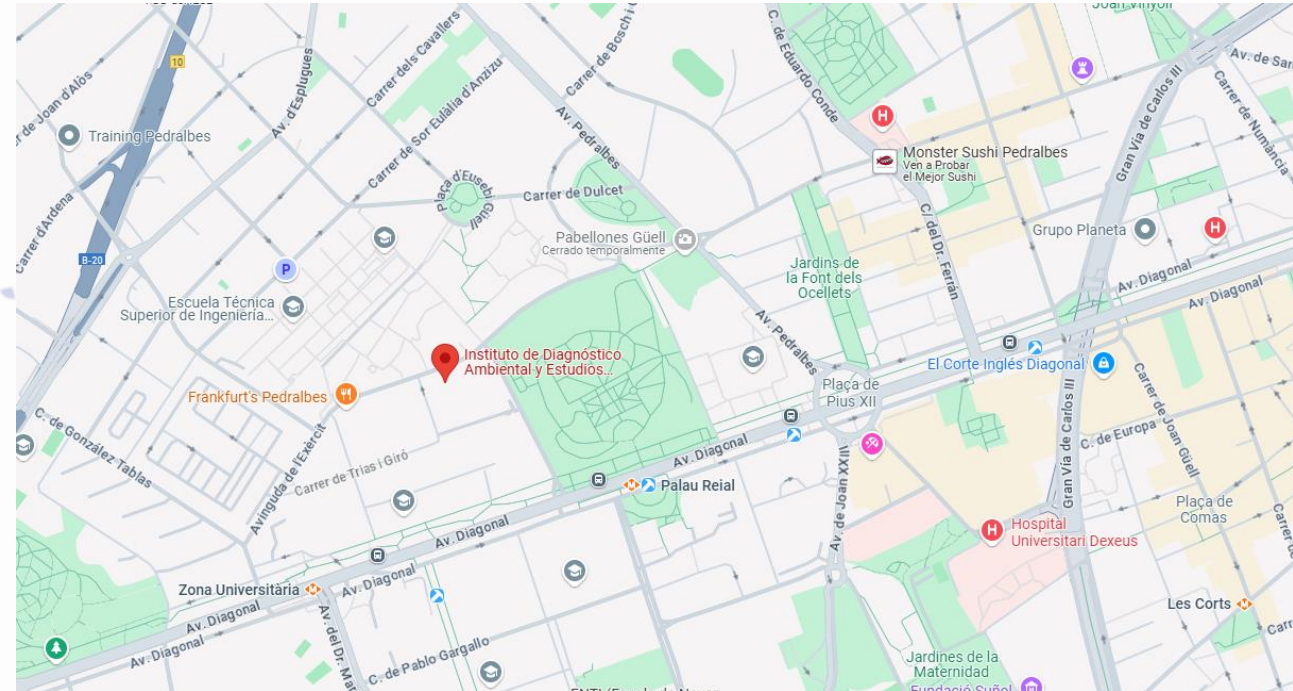 Joan Vinyoli
10
Carrer de Joan d'Alòs
Av. d'Esplugues
Carrer dels Cavallers
Carrer de Bosch i G
C. de Eduardo Conde
Av. de Sar
Training Pedralbes
Carrer de Sor Eulàlia d'Anzizu
Av. Pedralbes
Gran Vía de Carlos III
Carrer de Numància
H
Monster Sushi Pedralbes
Ven a Probar
el Mejor Sushi
Plaça d'Eusebi
Güell
Carrer de Dulcet
Carrer d'Ardena
C/ del Dr. Ferrán
Grupo Planeta
H
Pabellones Güell
Cerrado temporalmente
B-20
P
Jardins de
la Font dels
Ocellets
Av. Diagonal
Av. Diagonal
Escuela Técnica
Superior de Ingeniería...
Av. Pedralbes
Instituto de Diagnóstico
Ambiental y Estudios...
El Corte Inglés Diagonal
Frankfurt's Pedralbes
Plaça de
Pius XII
Gran Vía de Carlos III
Carrer de Joan Güell
C. de González Tablas
Avinguda de l'Exèrcit
Carrer de Trias i Giró
Av. Diagonal
C. de Europa
M
Palau Reial
Av. de Joan XXIII
Plaça de
Comas
Carrer de
Av. Diagonal
H
Hospital
Universitari Dexeus
Zona Universitària
M
Av. Diagonal
Av. Diagonal
Les Corts
M
Av. del Dr. Mar
Av. Diagonal
C. de Pablo Gargallo
Carr
Jardines de la
Maternidad
Fundació Suñol